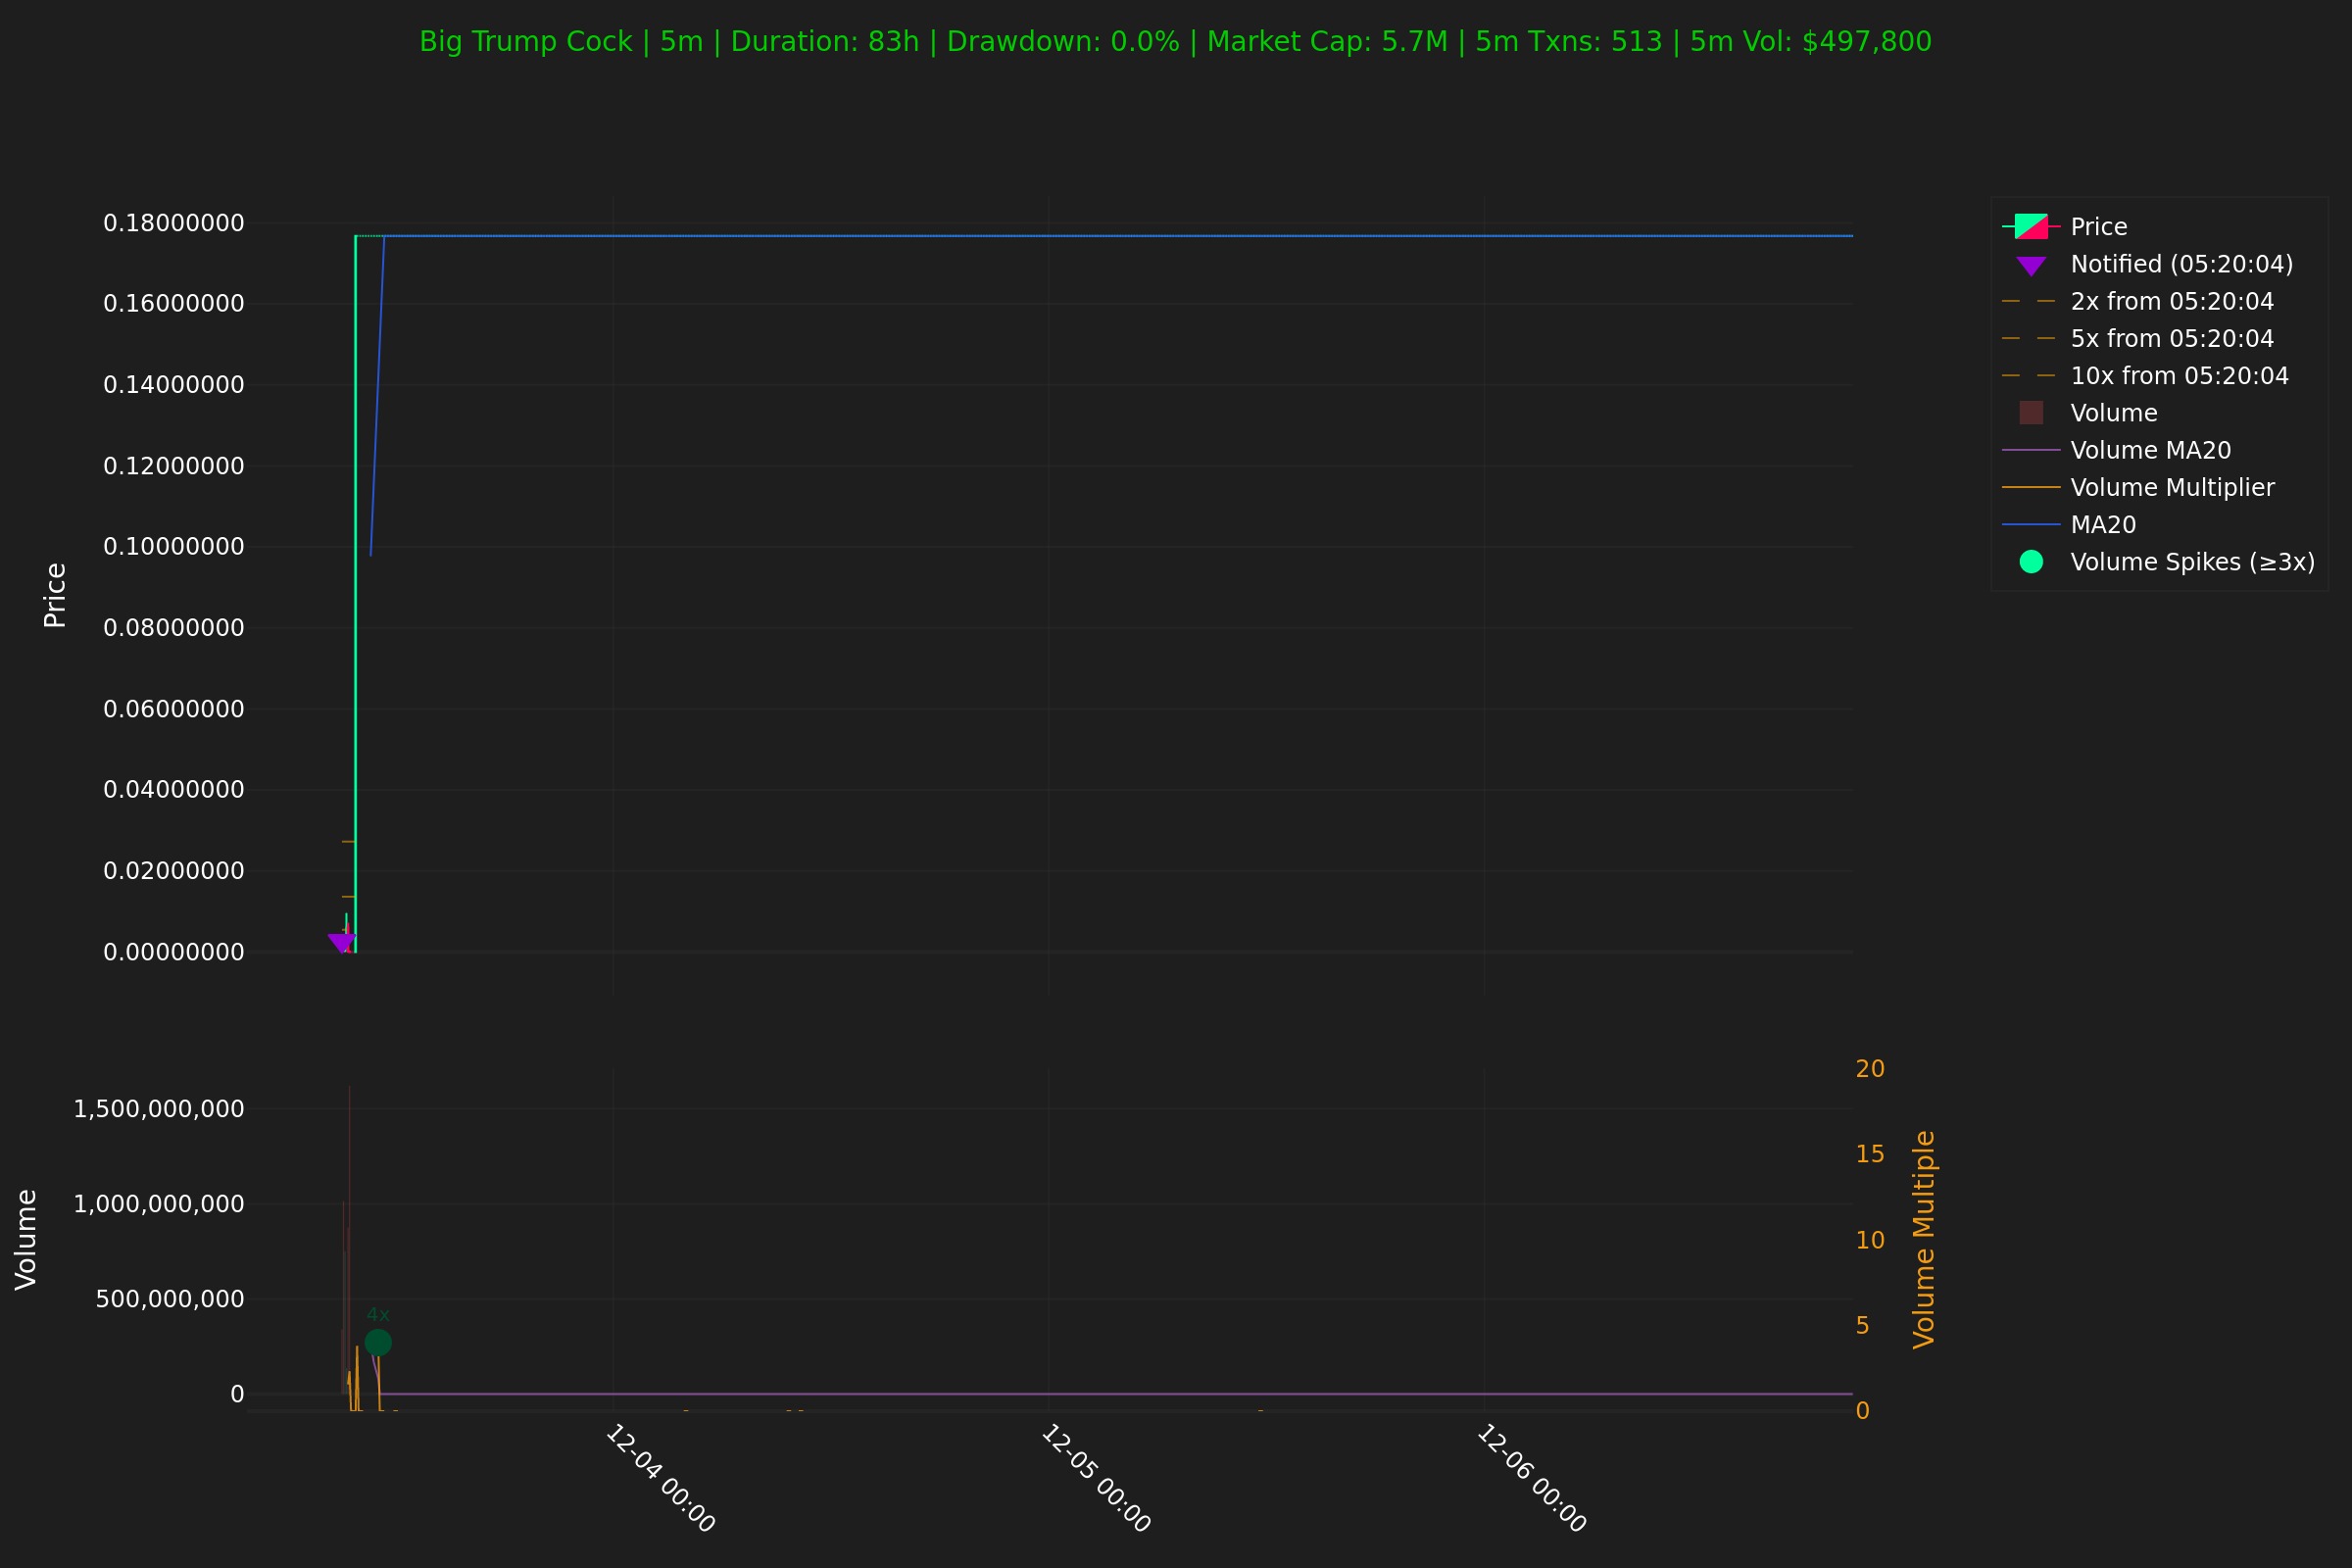 Big Trump Cock | 5m | Duration: 83h | Drawdown: 0.0% | Market Cap: 5.7M | 5m Txns: 513 | 5m Vol: $497,800
0.18000000
0.16000000
0.14000000
0.12000000
0.10000000
0.08000000
0.06000000
0.04000000
0.02000000
0.00000000
Price
Price
Notified (05:20:04)
2x from 05:20:04
5x from 05:20:04
10x from 05:20:04
Volume
Volume MA20
Volume Multiplier
MA20
Volume Spikes (≥3x)
1,500,000,000
1,000,000,000
500,000,000
0
Volume
4x
20
15
10
5
0
Volume Multiple
12-04 00:00
12-05 00:00
12-06 00:00